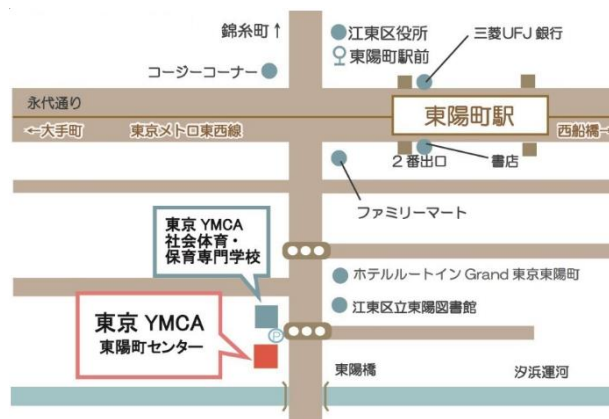 錦糸町↑
江東区役所
東陽町駅前
三菱UFJ銀行
コージーコーナー
永代通り
東陽町駅
←大手町
東京メトロ東西線
西船橋→
2番出口
書店
ファミリーマート
東京YMCA
社会体育・
保育専門学校
ホテルルートイン Grand 東京東陽町
江東区立東陽図書館
東京 YMCA
東陽町センター
P
東陽橋
汐浜運河